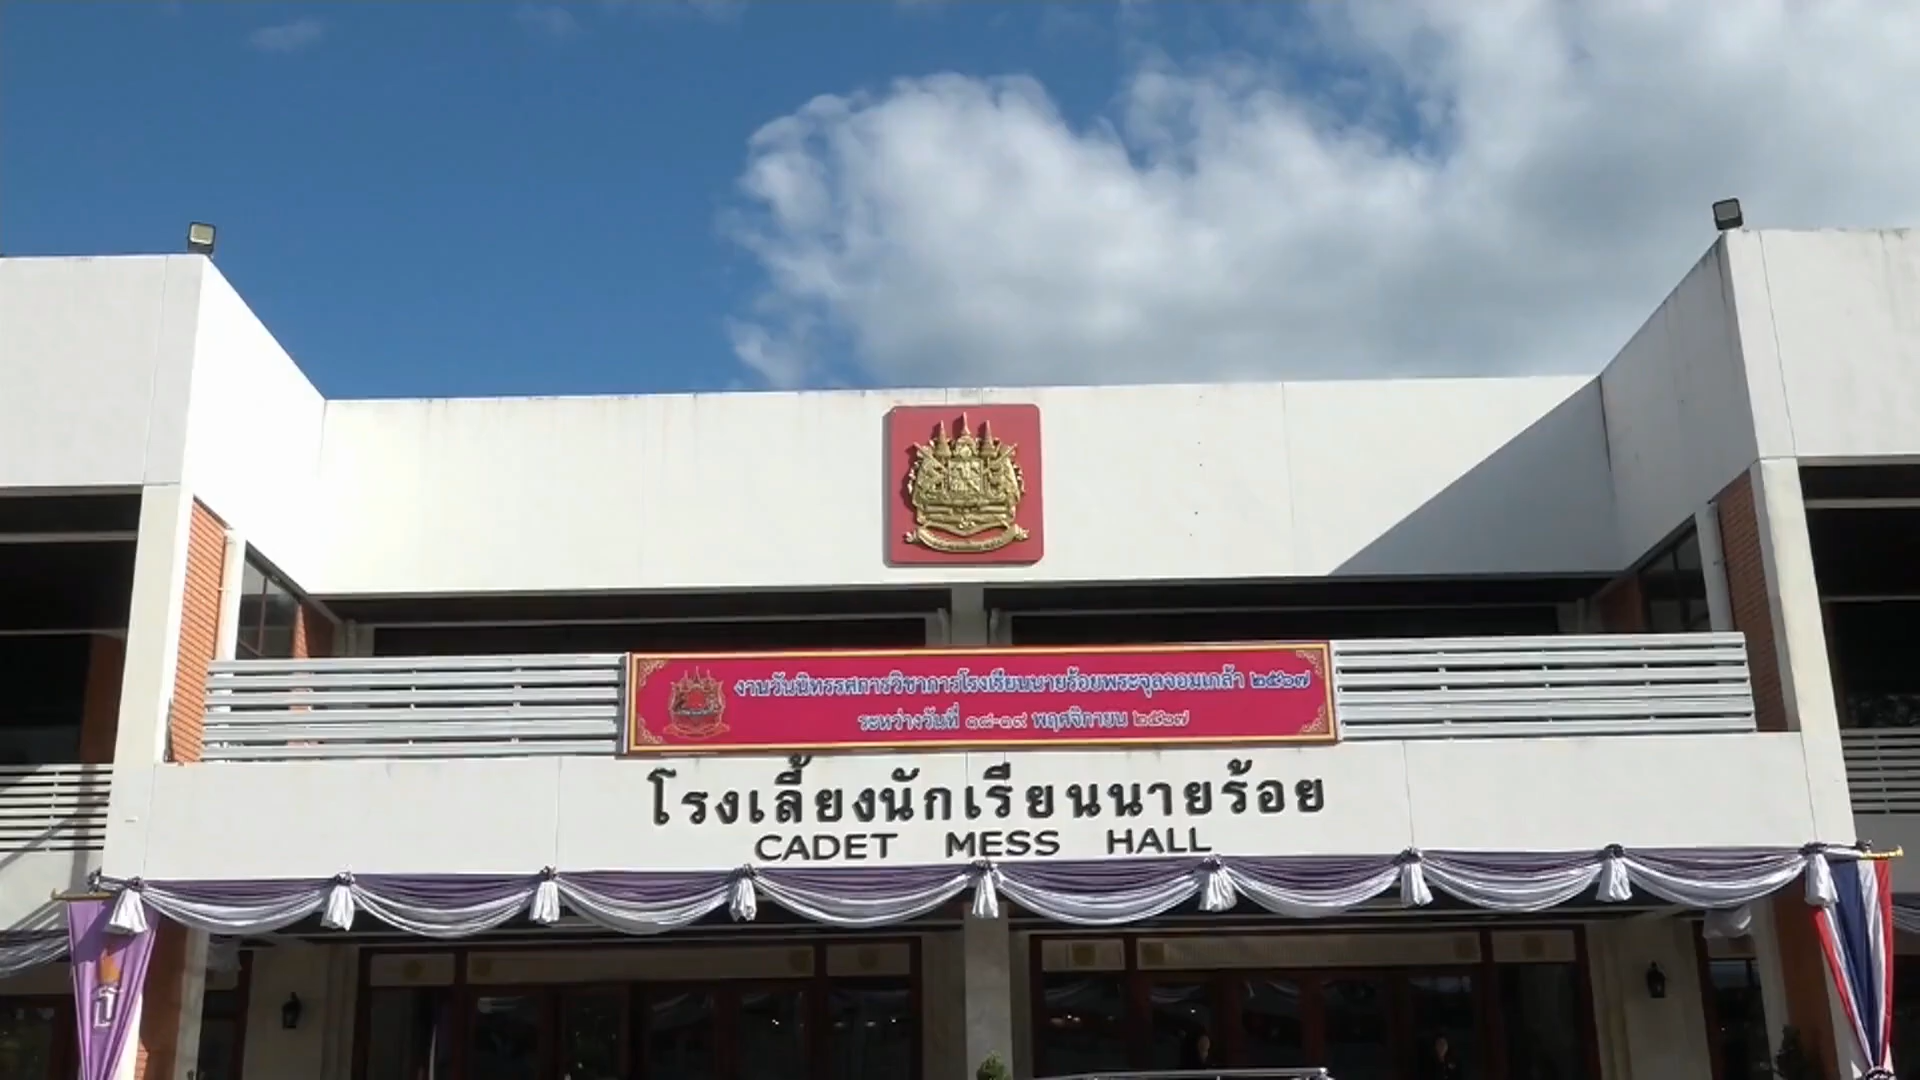 งานวันนิทรรศการวิชาการโรงเรียนนายร้อยพระจุลจอมเกล้า ๒๕๖๗
ระหว่างวันที่ ๑๘-๑๙ พฤศจิกายน ๒๕๖๗
โรงเลี้ยงนักเรียนนายร้อย
CADET MESS HALL